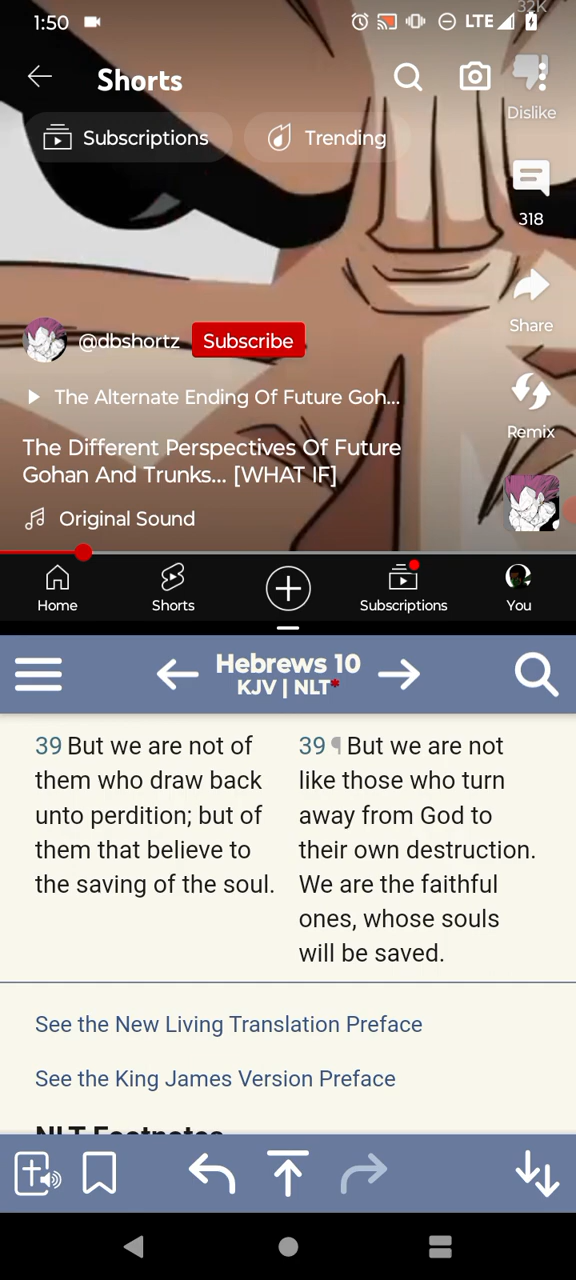 1:50
LTE
32K
Shorts
Dislike
Subscriptions
Trending
318
Share
@dbshortz
Subscribe
The Alternate Ending Of Future Goh...
Remix
The Different Perspectives Of Future
Gohan And Trunks... [WHAT IF]
Original Sound
Home
Shorts
Subscriptions
You
Hebrews 10
KJV | NLT*
39 But we are not of
them who draw back
unto perdition; but of
them that believe to
the saving of the soul.
39 ¶ But we are not
like those who turn
away from God to
their own destruction.
We are the faithful
ones, whose souls
will be saved.
See the New Living Translation Preface
See the King James Version Preface
NLT Footnotes